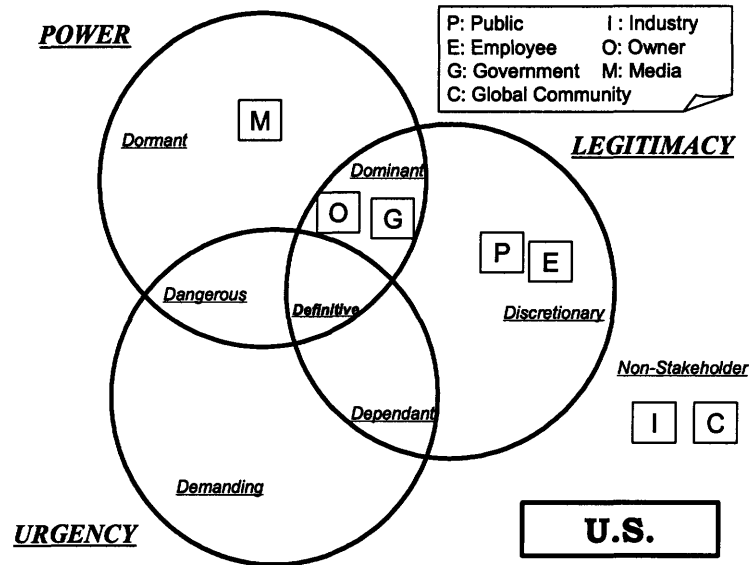 POWER
P: Public I : Industry
E: Employee O: Owner
G: Government M: Media
C: Global Community
LEGITIMACY
M
Dormant
Dominant
O G
P E
Dangerous
Definitive
Discretionary
Non-Stakeholder
I C
Dependant
Demanding
URGENCY
U.S.